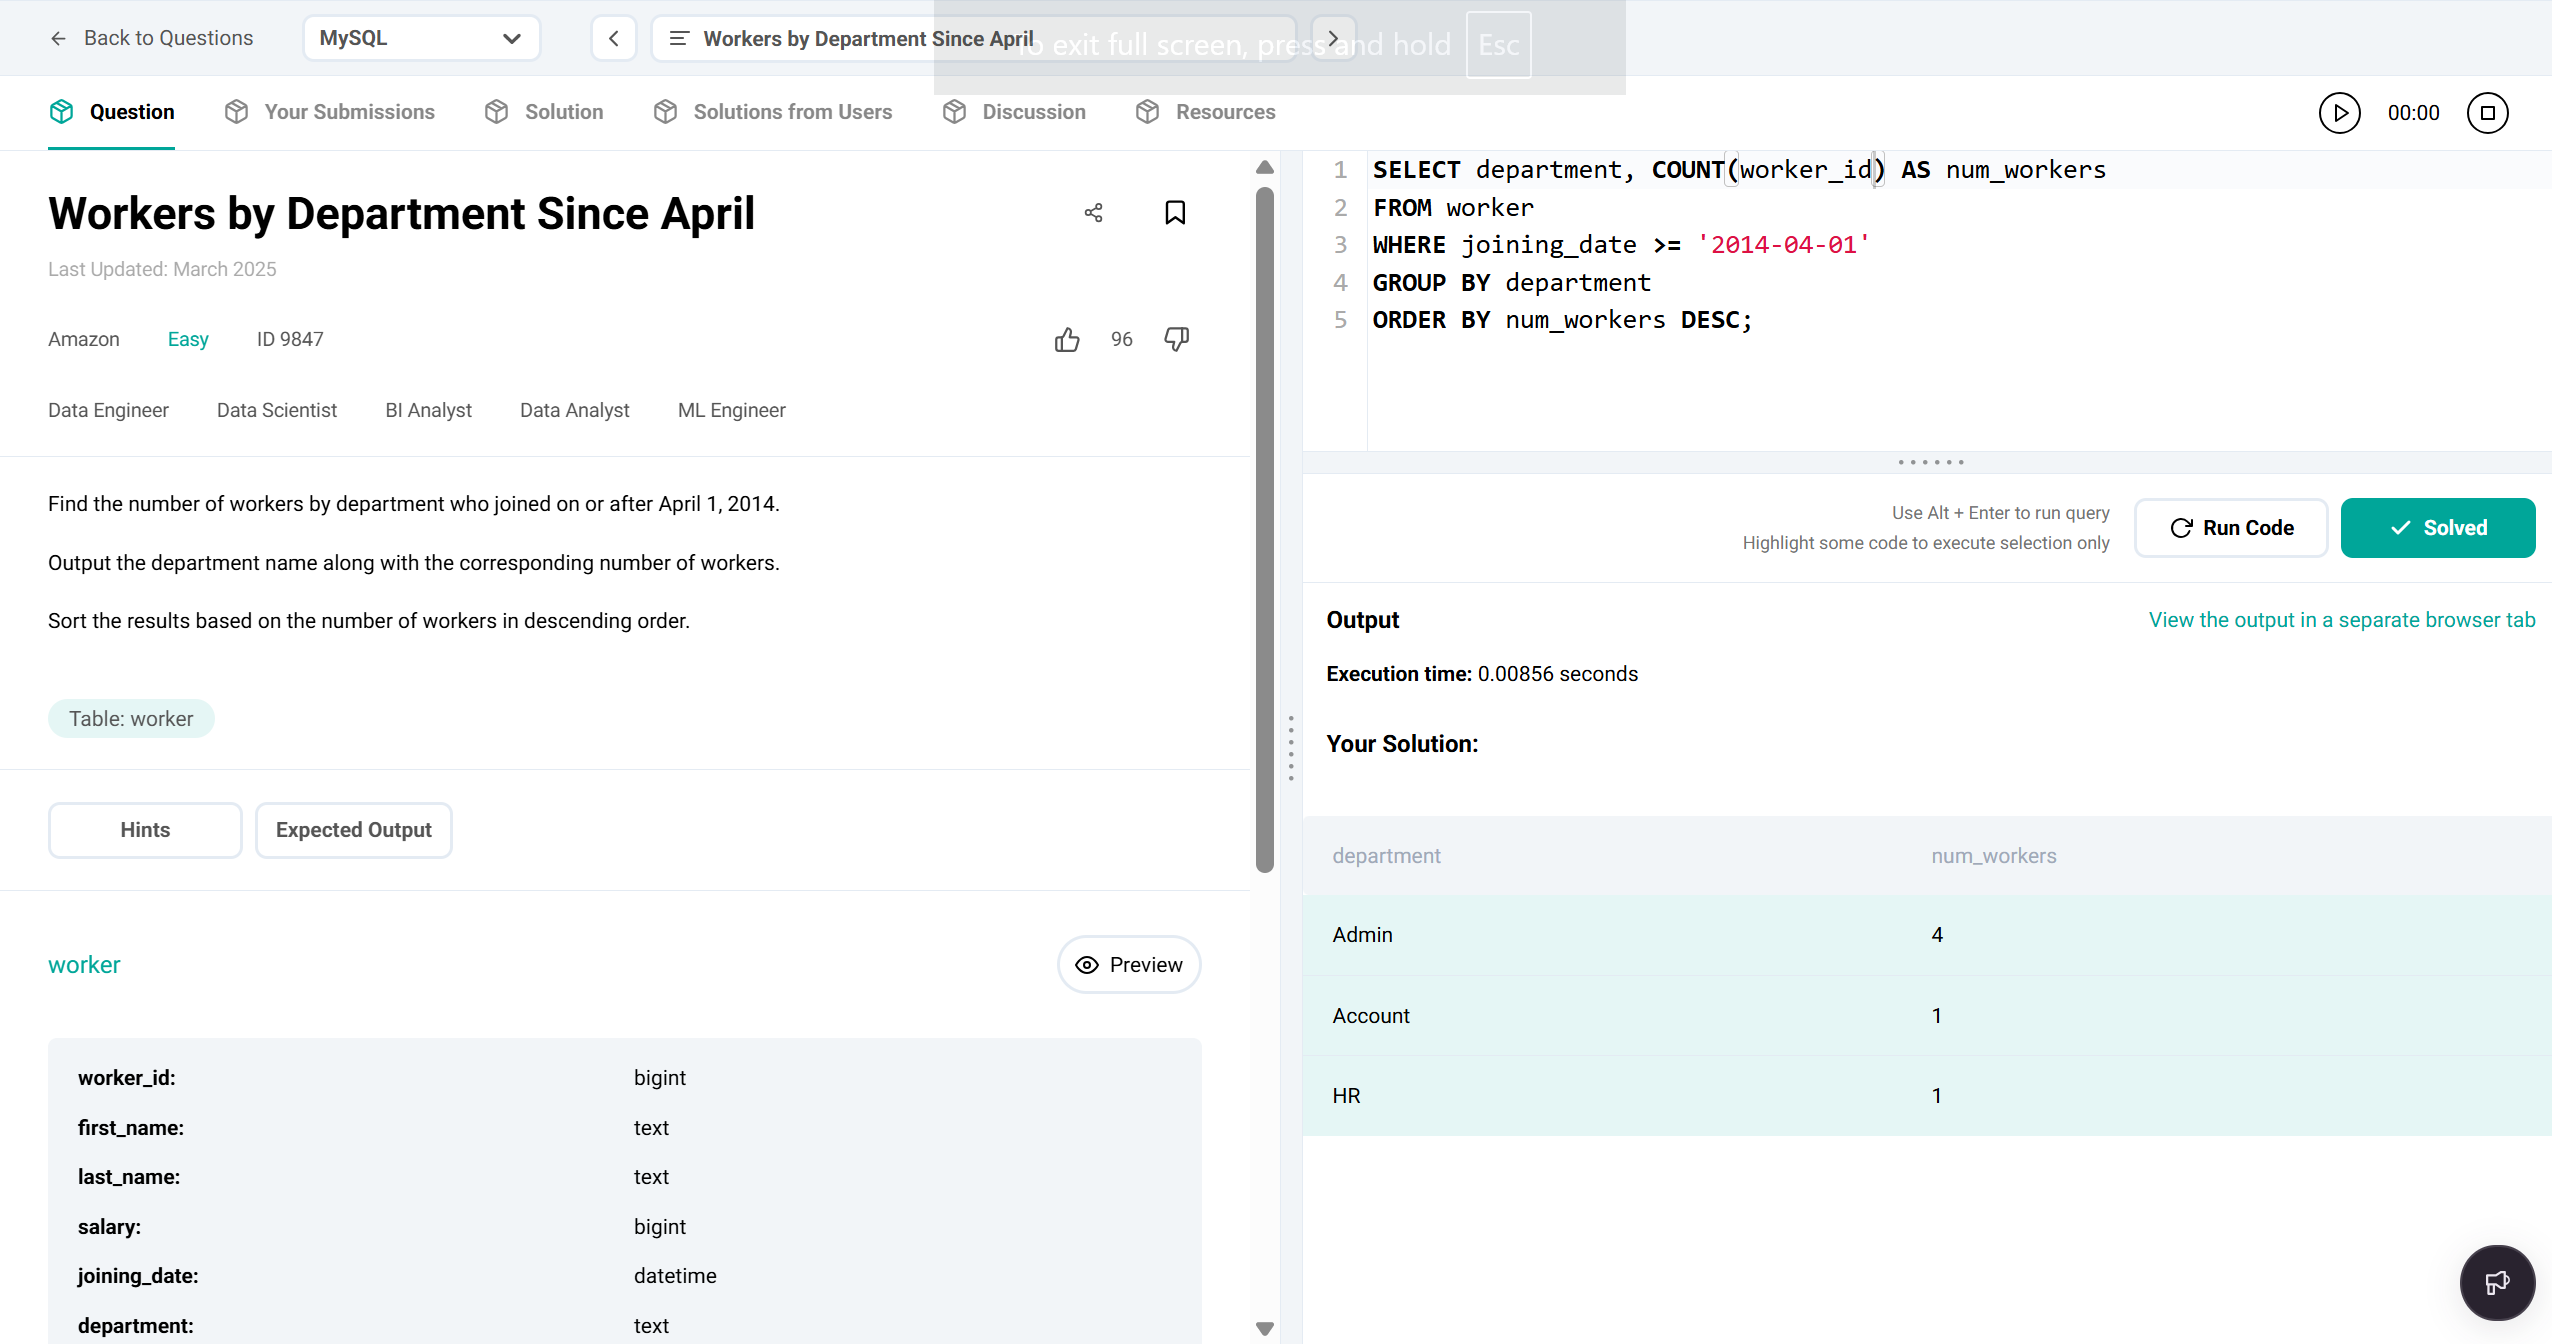 Back to Questions
MySQL
Workers by Department Since April
To exit full screen, press and hold Esc
Question
Your Submissions
Solution
Solutions from Users
Discussion
Resources
00:00
Workers by Department Since April
Last Updated: March 2025
Amazon
Easy
ID 9847
96
Data Engineer
Data Scientist
BI Analyst
Data Analyst
ML Engineer
Find the number of workers by department who joined on or after April 1, 2014.
Output the department name along with the corresponding number of workers.
Sort the results based on the number of workers in descending order.
Table: worker
Hints
Expected Output
worker
Preview
worker_id: bigint
first_name: text
last_name: text
salary: bigint
joining_date: datetime
department: text
1 SELECT department, COUNT(worker_id) AS num_workers
2 FROM worker
3 WHERE joining_date >= '2014-04-01'
4 GROUP BY department
5 ORDER BY num_workers DESC;
Use Alt + Enter to run query
Highlight some code to execute selection only
Run Code
Solved
Output
View the output in a separate browser tab
Execution time: 0.00856 seconds
Your Solution:
department num_workers
Admin 4
Account 1
HR 1